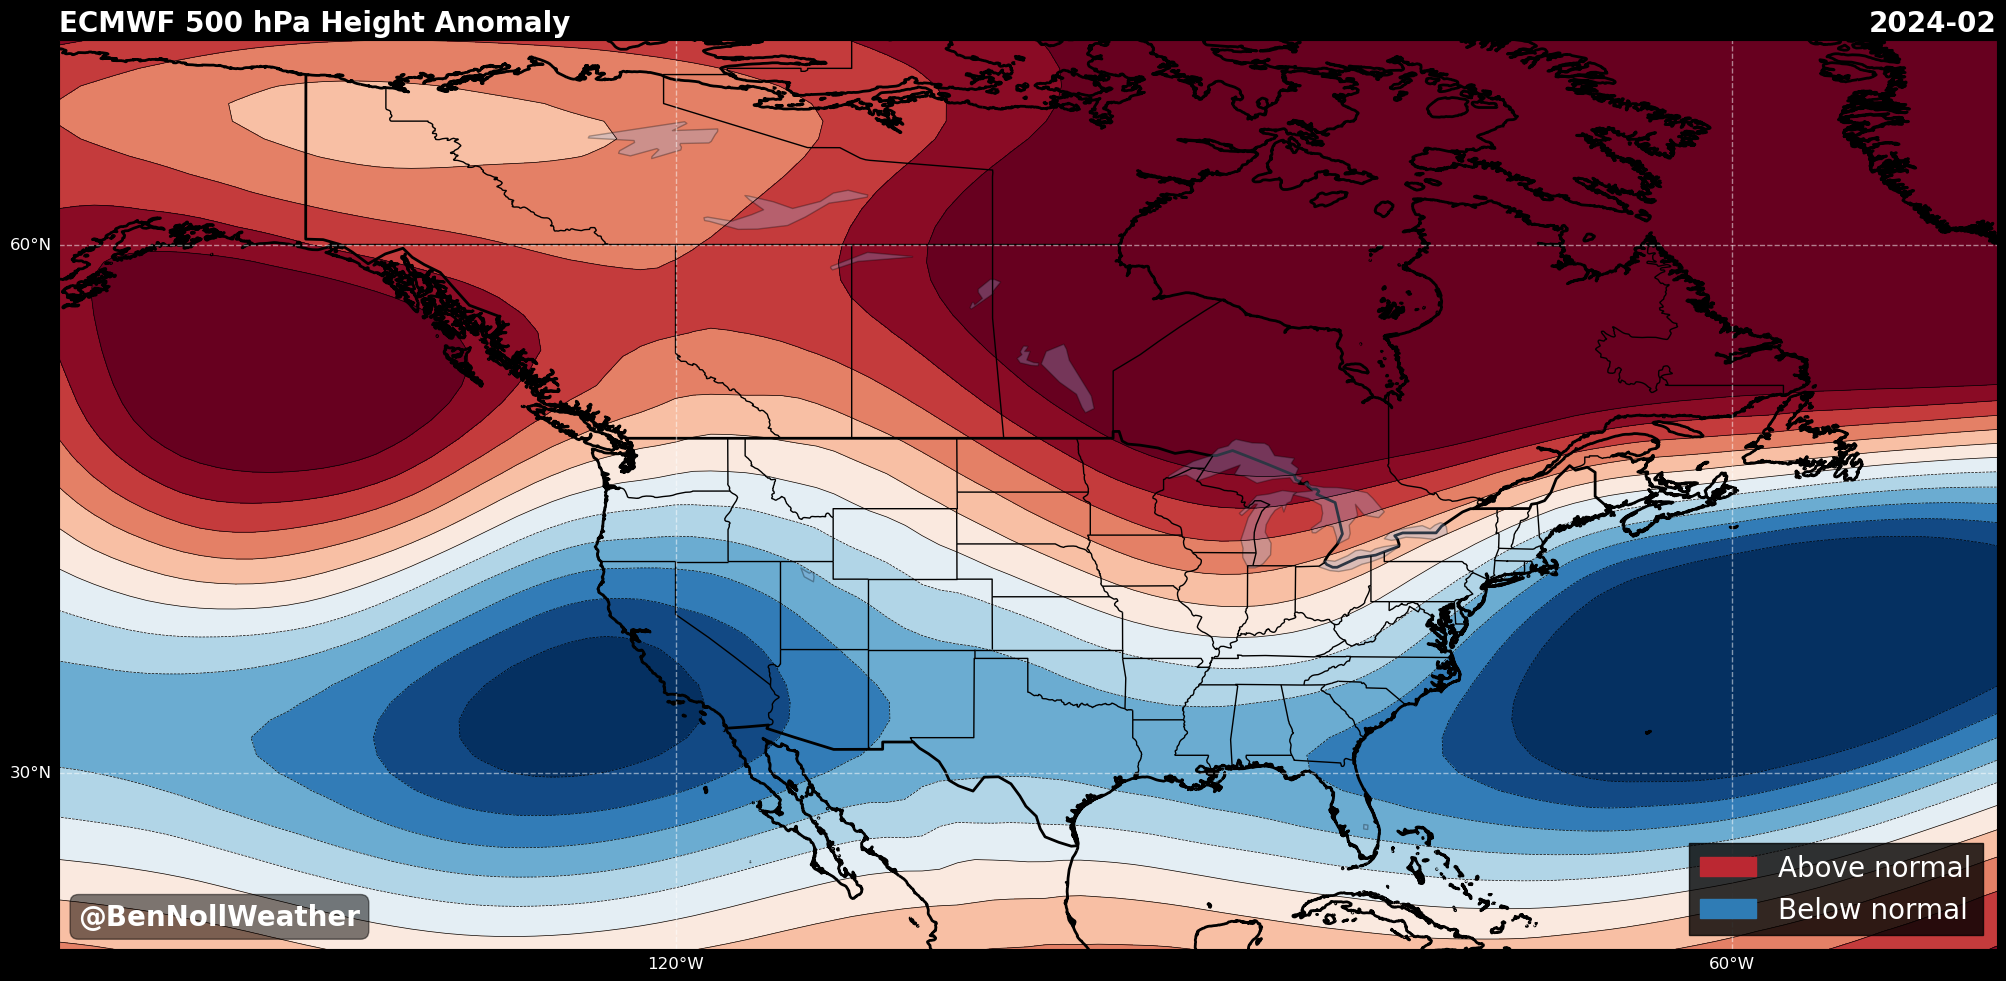 ECMWF 500 hPa Height Anomaly
2024-02
60°N
30°N
Above normal
Below normal
@BenNollWeather
120°W
60°W